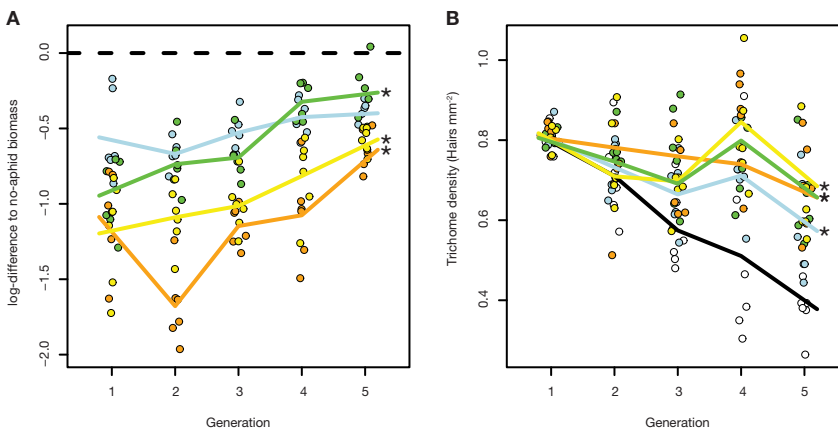 A
log-difference to no-aphid biomass
0.0
−0.5
−1.0
−1.5
−2.0
*
*
*
1 2 3 4 5
Generation
B
Trichome density (Hairs mm⁻²)
1.0
0.8
0.6
0.4
*
*
*
1 2 3 4 5
Generation